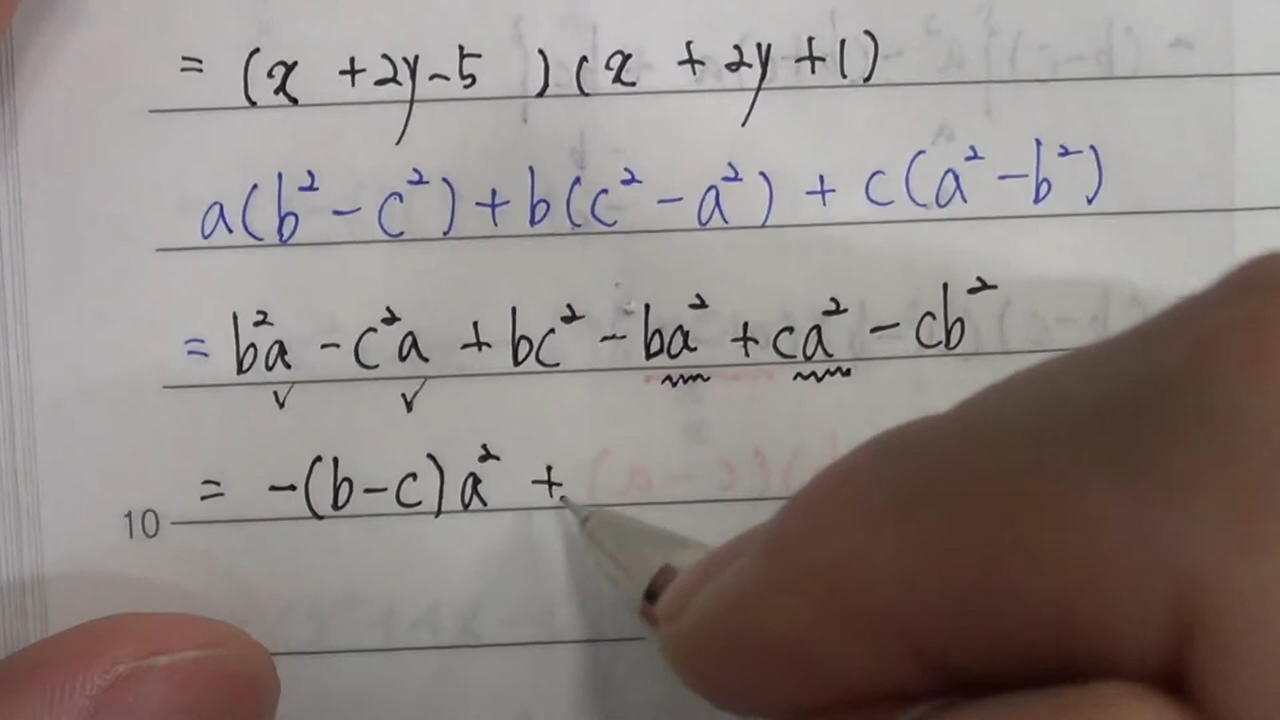 = (x + 2y - 5 ) (x + 2y + 1)
a(b² - c²) + b(c² - a²) + c(a² - b²)
= b²a - c²a + bc² - ba² + ca² - cb²
= -(b - c)a² +
10